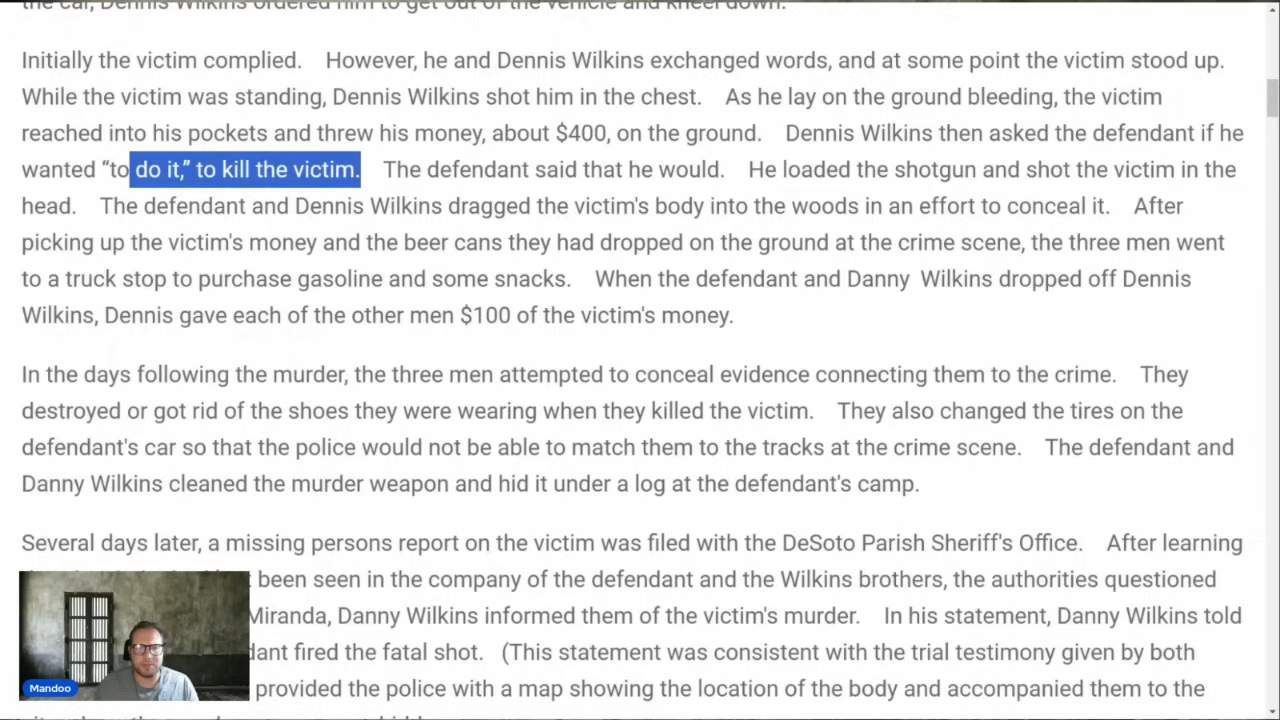 the car, Dennis Wilkins ordered him to get out of the vehicle and kneel down.
Initially the victim complied. However, he and Dennis Wilkins exchanged words, and at some point the victim stood up.
While the victim was standing, Dennis Wilkins shot him in the chest. As he lay on the ground bleeding, the victim
reached into his pockets and threw his money, about $400, on the ground. Dennis Wilkins then asked the defendant if he
wanted “to do it,” to kill the victim. The defendant said that he would. He loaded the shotgun and shot the victim in the
head. The defendant and Dennis Wilkins dragged the victim's body into the woods in an effort to conceal it. After
picking up the victim's money and the beer cans they had dropped on the ground at the crime scene, the three men went
to a truck stop to purchase gasoline and some snacks. When the defendant and Danny Wilkins dropped off Dennis
Wilkins, Dennis gave each of the other men $100 of the victim's money.
In the days following the murder, the three men attempted to conceal evidence connecting them to the crime. They
destroyed or got rid of the shoes they were wearing when they killed the victim. They also changed the tires on the
defendant's car so that the police would not be able to match them to the tracks at the crime scene. The defendant and
Danny Wilkins cleaned the murder weapon and hid it under a log at the defendant's camp.
Several days later, a missing persons report on the victim was filed with the DeSoto Parish Sheriff's Office. After learning
been seen in the company of the defendant and the Wilkins brothers, the authorities questioned
Miranda, Danny Wilkins informed them of the victim's murder. In his statement, Danny Wilkins told
dant fired the fatal shot. (This statement was consistent with the trial testimony given by both
provided the police with a map showing the location of the body and accompanied them to the
Mandoo